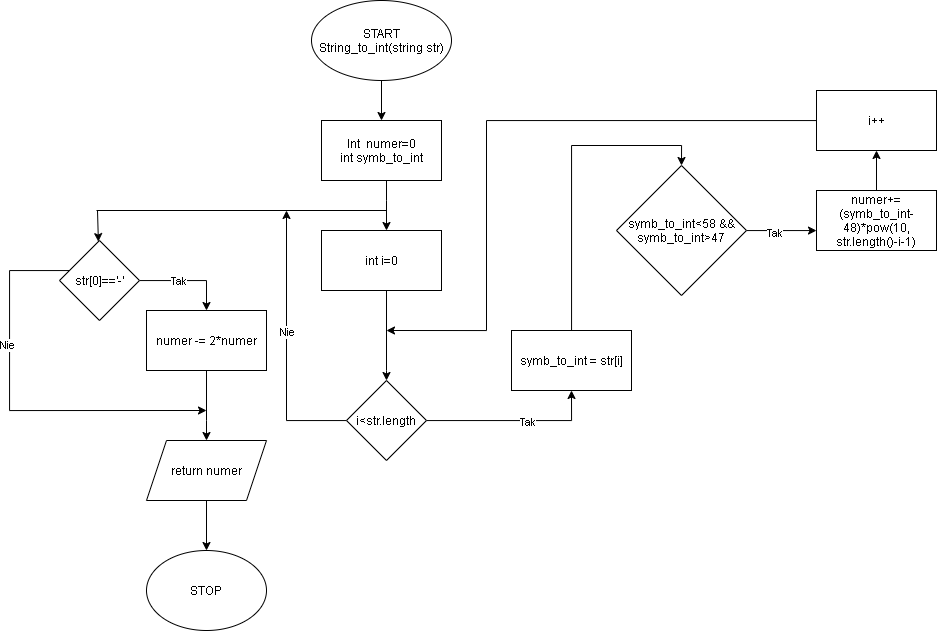 START
String_to_int(string str)
Int numer=0
int symb_to_int
int i=0
i<str.length
Tak
Nie
symb_to_int = str[i]
symb_to_int<58 &&
symb_to_int>47
Tak
numer+=
(symb_to_int-
48)*pow(10,
str.length()-i-1)
i++
str[0]=='-'
Tak
Nie
numer -= 2*numer
return numer
STOP